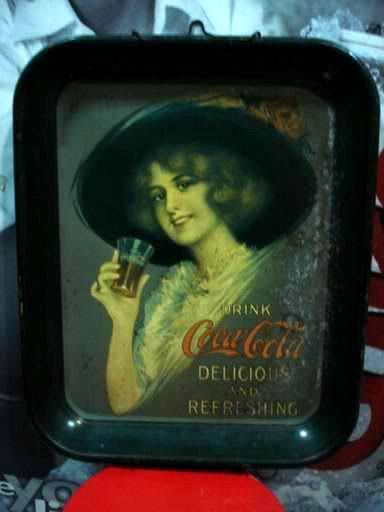 DRINK
Coca-Cola
DELICIOUS
AND
REFRESHING